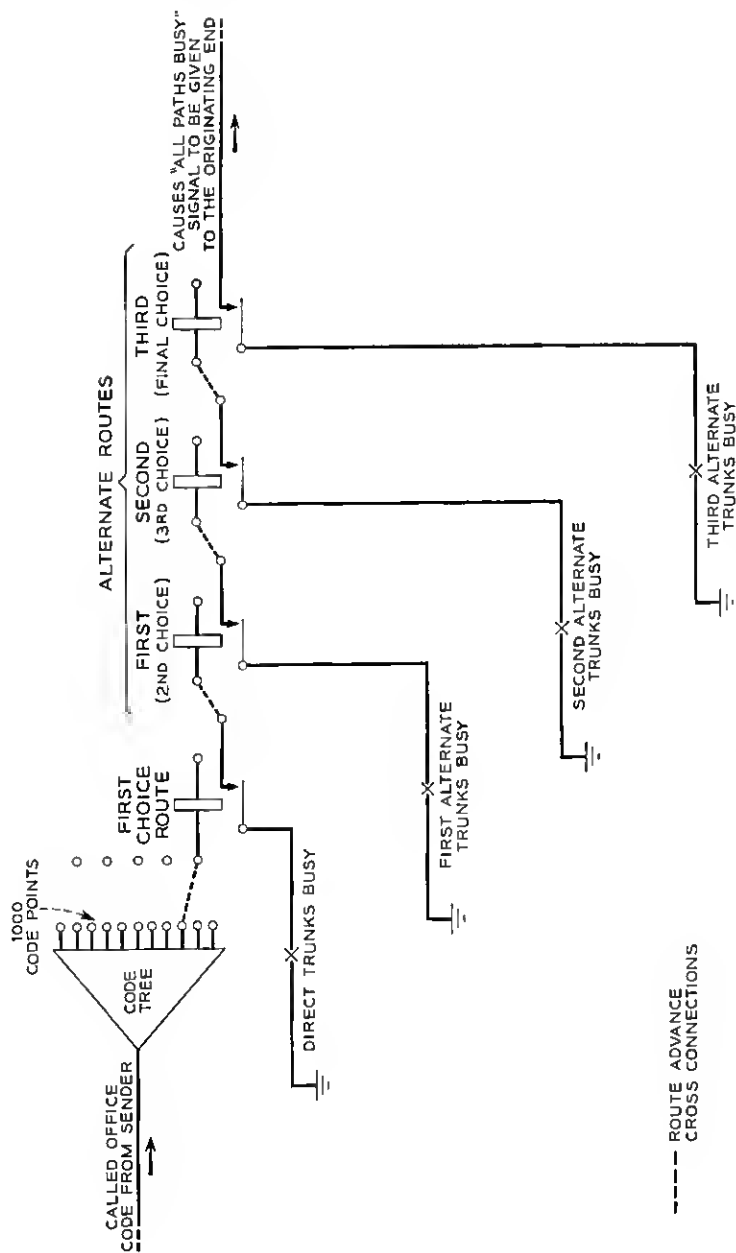 CALLED OFFICE
CODE FROM SENDER
CODE
TREE
1000
CODE POINTS
FIRST
CHOICE
ROUTE
ALTERNATE ROUTES
FIRST
(2ND CHOICE)
SECOND
(3RD CHOICE)
THIRD
(FINAL CHOICE)
CAUSES "ALL PATHS BUSY"
SIGNAL TO BE GIVEN
TO THE ORIGINATING END
DIRECT TRUNKS BUSY
FIRST ALTERNATE
TRUNKS BUSY
SECOND ALTERNATE
TRUNKS BUSY
THIRD ALTERNATE
TRUNKS BUSY
ROUTE ADVANCE
CROSS CONNECTIONS